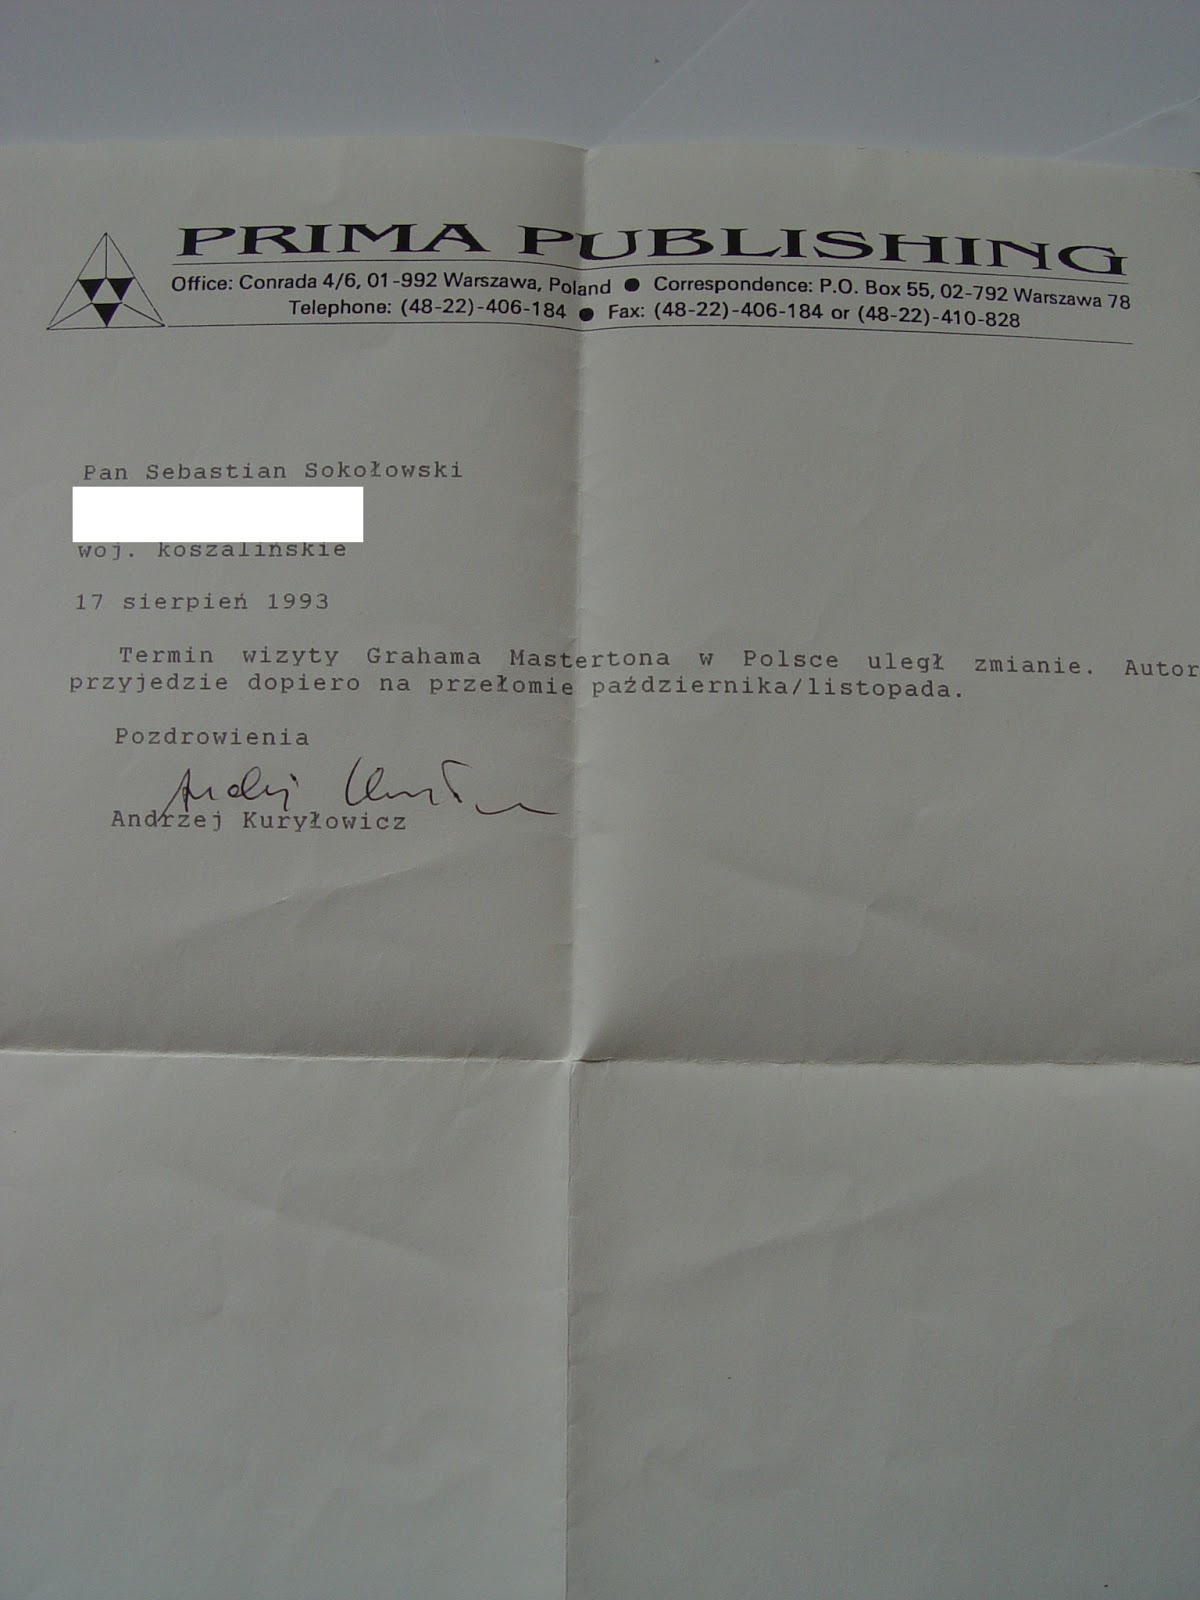 PRIMA PUBLISHING
Office: Conrada 4/6, 01-992 Warszawa, Poland ● Correspondence: P.O. Box 55, 02-792 Warszawa 78
Telephone: (48-22)-406-184 ● Fax: (48-22)-406-184 or (48-22)-410-828
Pan Sebastian Sokołowski
woj. koszalińskie
17 sierpień 1993
Termin wizyty Grahama Mastertona w Polsce uległ zmianie. Autor
przyjedzie dopiero na przełomie października/listopada.
Pozdrowienia
Andrzej Kuryłowicz